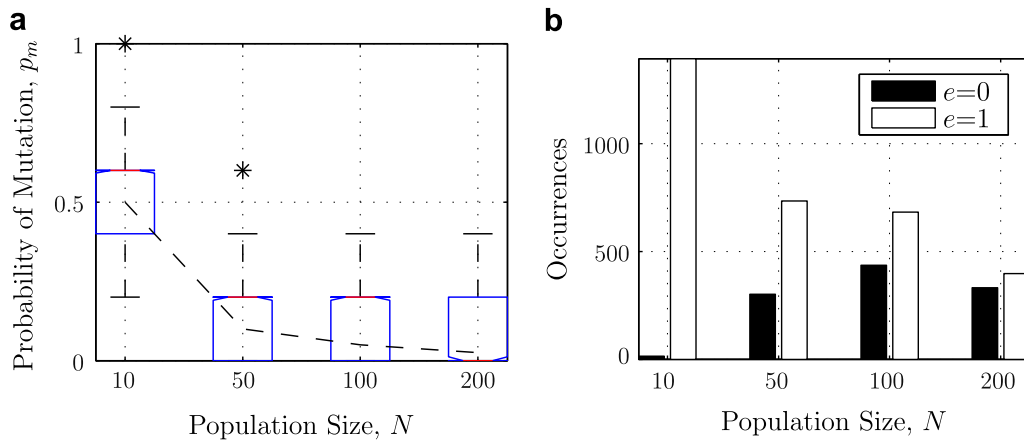 a
Probability of Mutation, pₘ
1
0.5
0
10 50 100 200
Population Size, N
b
Occurrences
1000
500
0
e=0
e=1
10 50 100 200
Population Size, N